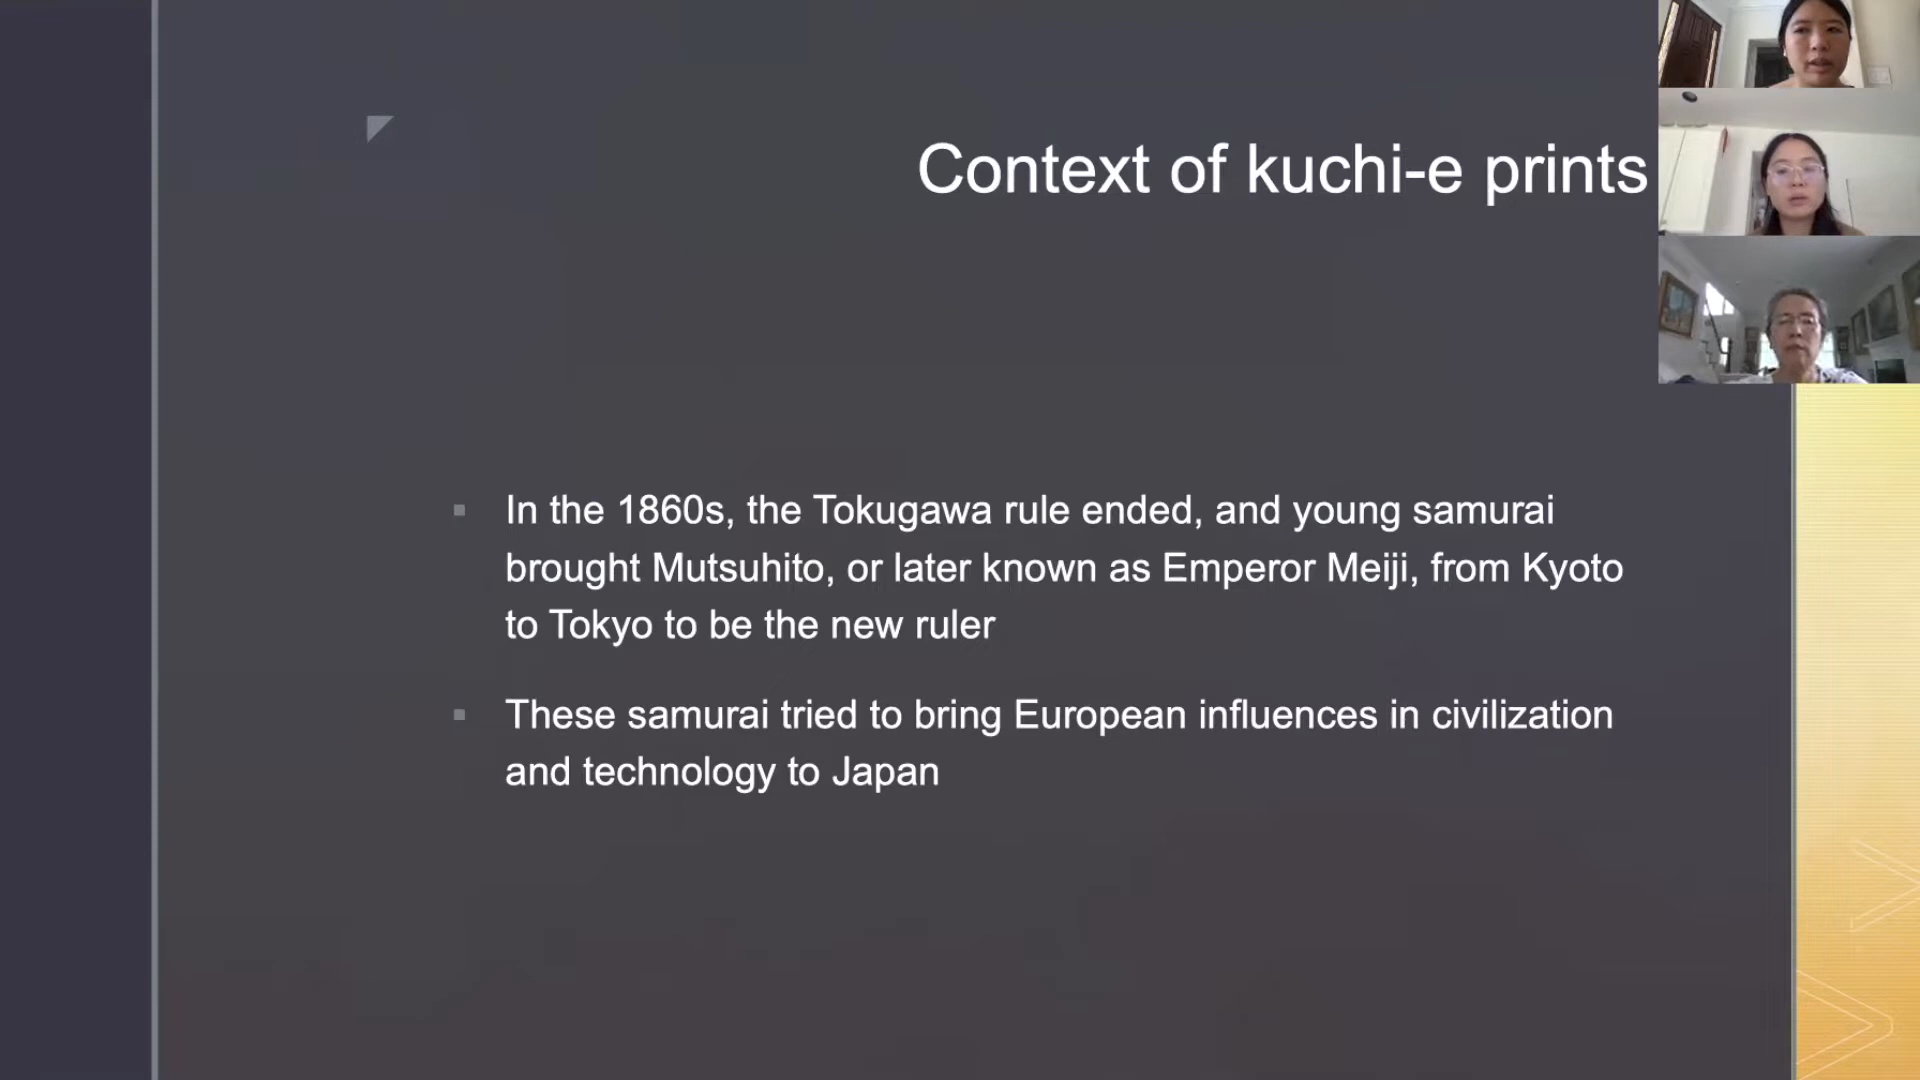 Context of kuchi-e prints
In the 1860s, the Tokugawa rule ended, and young samurai
brought Mutsuhito, or later known as Emperor Meiji, from Kyoto
to Tokyo to be the new ruler
These samurai tried to bring European influences in civilization
and technology to Japan